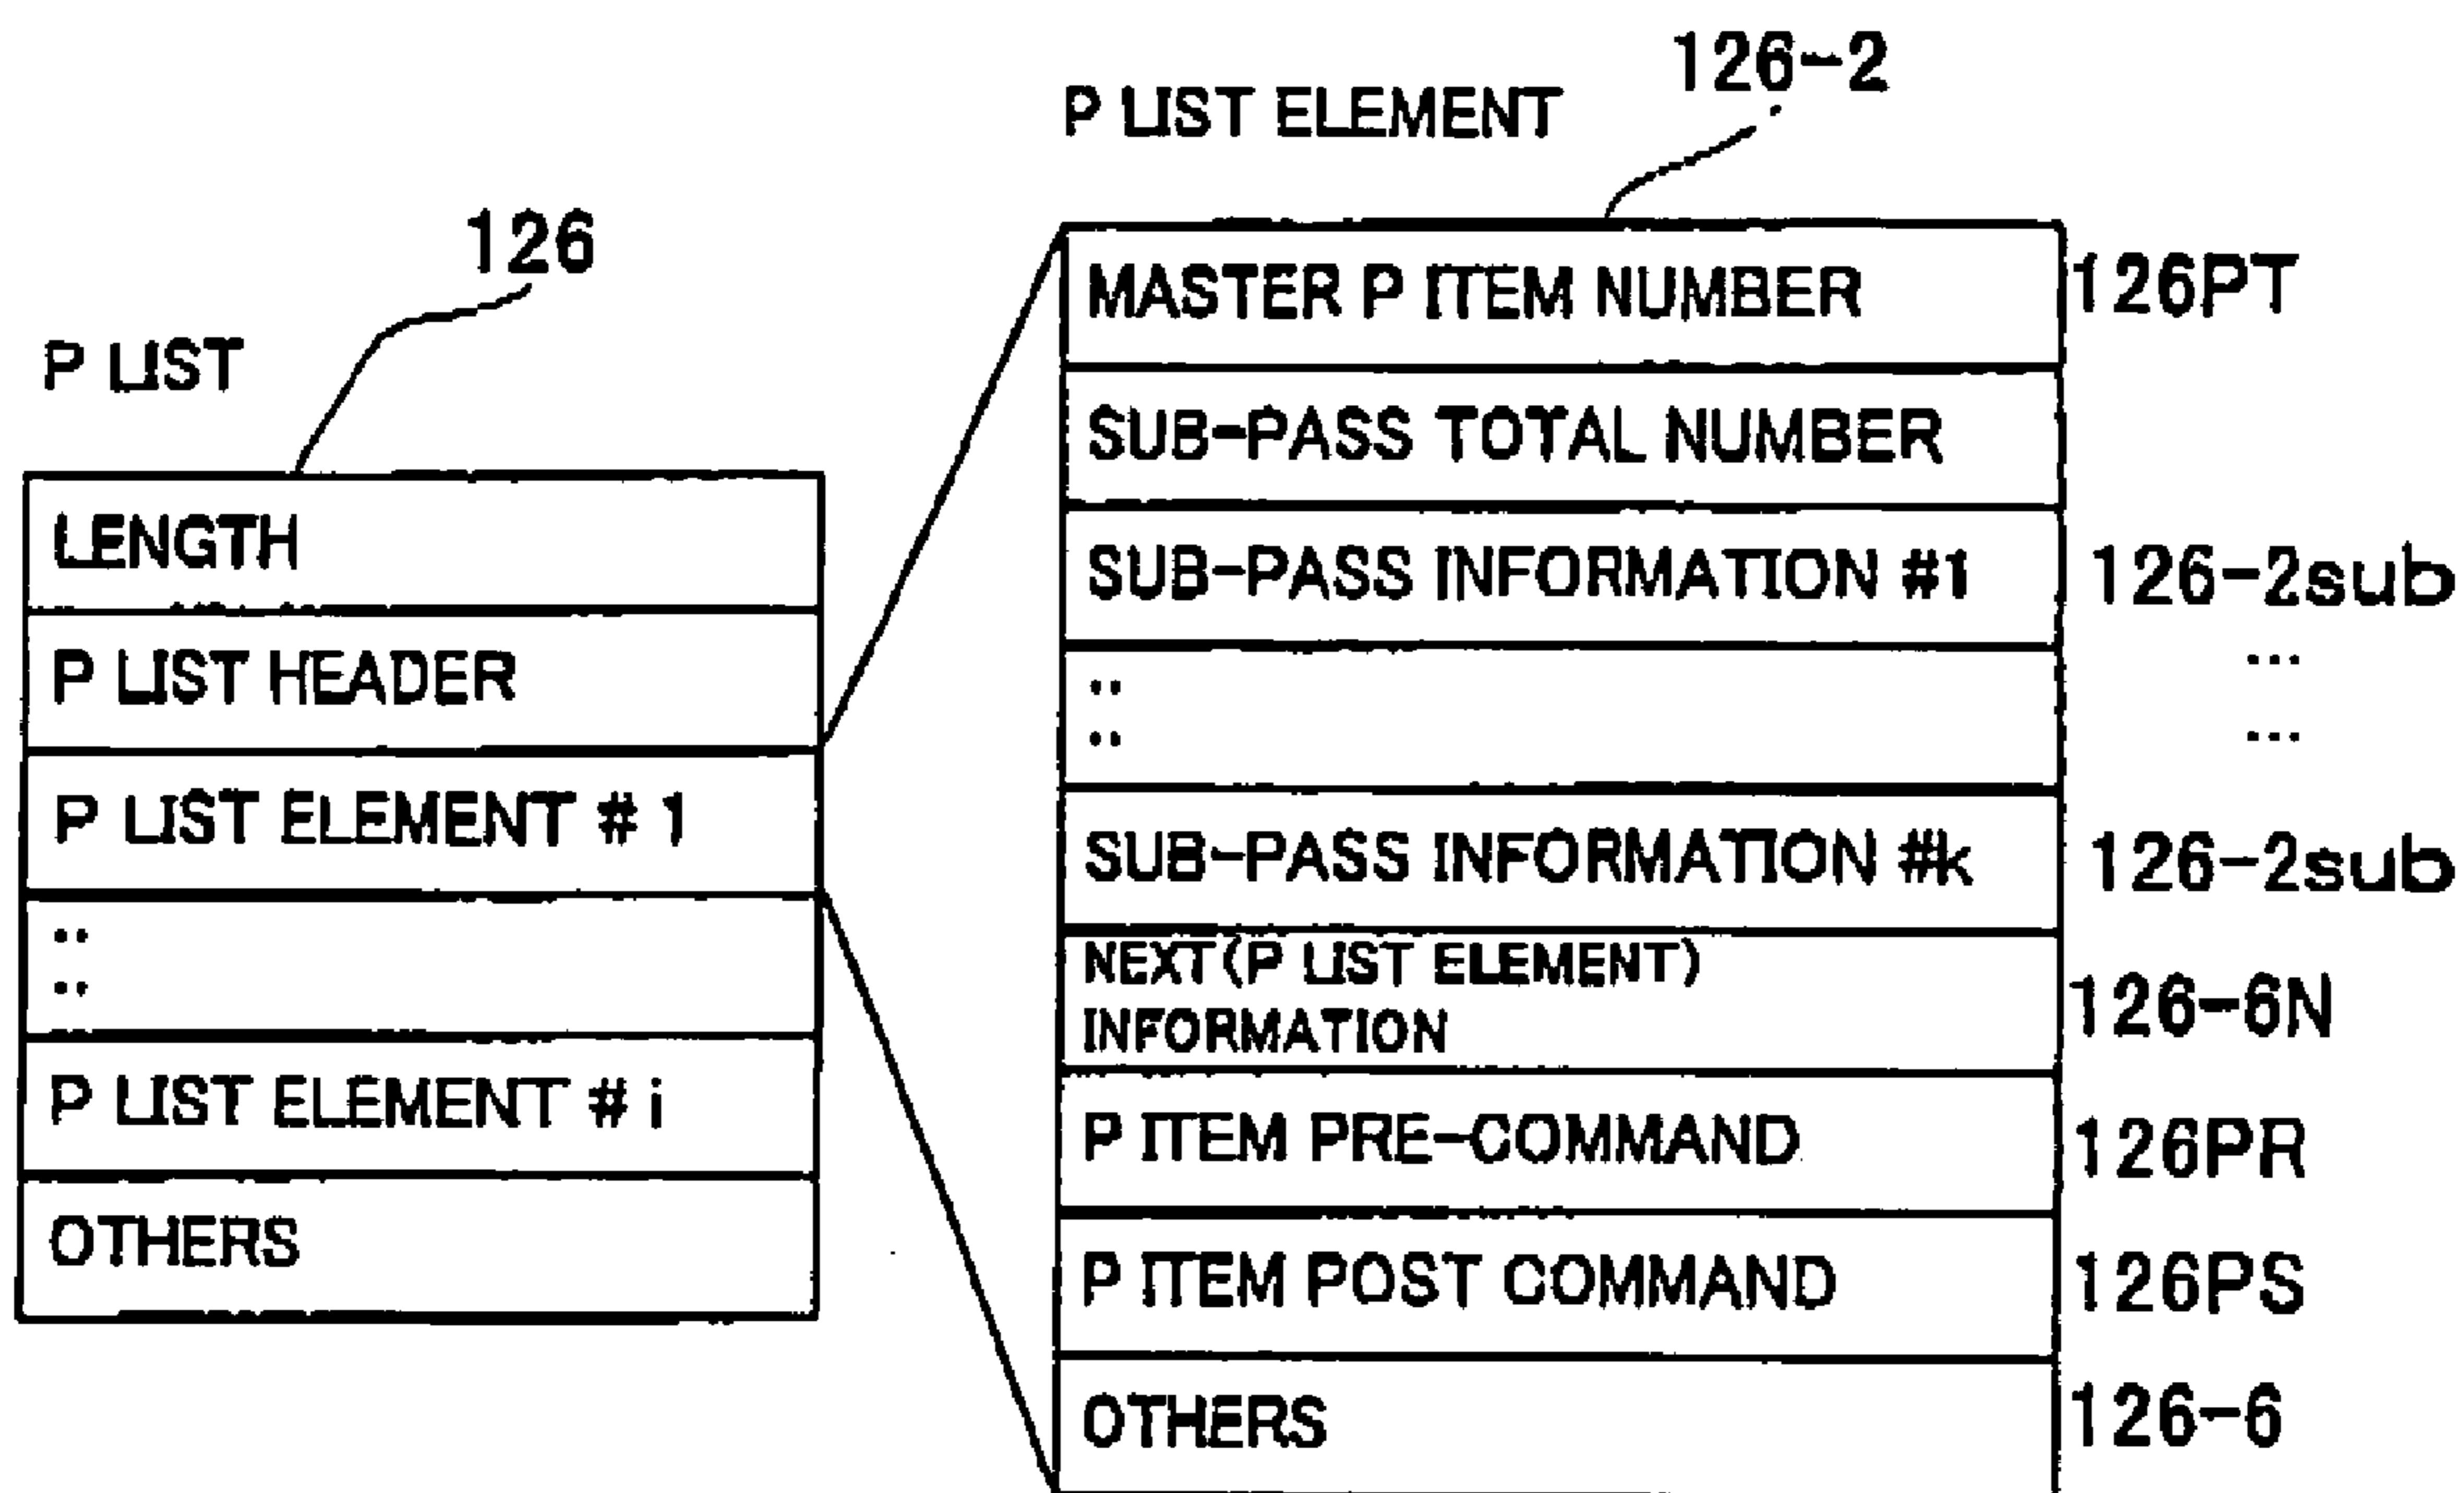 P LIST
126
LENGTH
P LIST HEADER
P LIST ELEMENT # 1
::
::
P LIST ELEMENT # i
OTHERS
P LIST ELEMENT
126-2
MASTER P ITEM NUMBER
126PT
SUB-PASS TOTAL NUMBER
SUB-PASS INFORMATION #1
126-2sub
::
...
::
...
SUB-PASS INFORMATION #k
126-2sub
NEXT(P LIST ELEMENT)
INFORMATION
126-6N
P ITEM PRE-COMMAND
126PR
P ITEM POST COMMAND
126PS
OTHERS
126-6